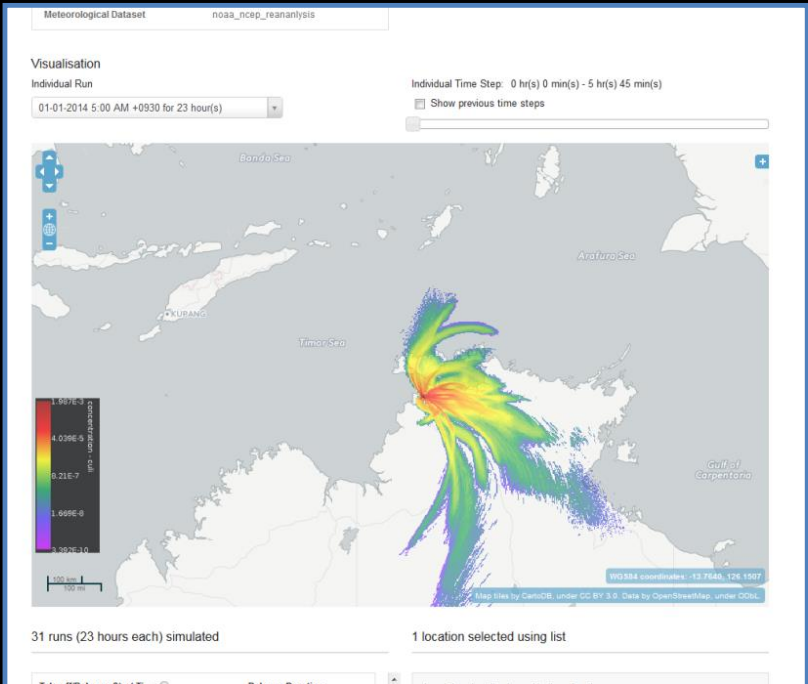 Meteorological Dataset noaa_ncep_reananlysis
Visualisation
Individual Run
Individual Time Step: 0 hr(s) 0 min(s) - 5 hr(s) 45 min(s)
01-01-2014 5:00 AM +0930 for 23 hour(s)
Show previous time steps
Banda Sea
Arafura Sea
KUPANG
Timor Sea
Gulf of
Carpentaria
1.987E-3
4.039E-5
8.21E-7
1.669E-8
3.392E-10
concentration - cuii
100 km
100 mi
WGS84 coordinates: -13.7640, 126.1507
Map tiles by CartoDB, under CC BY 3.0. Data by OpenStreetMap, under ODbL.
31 runs (23 hours each) simulated
1 location selected using list